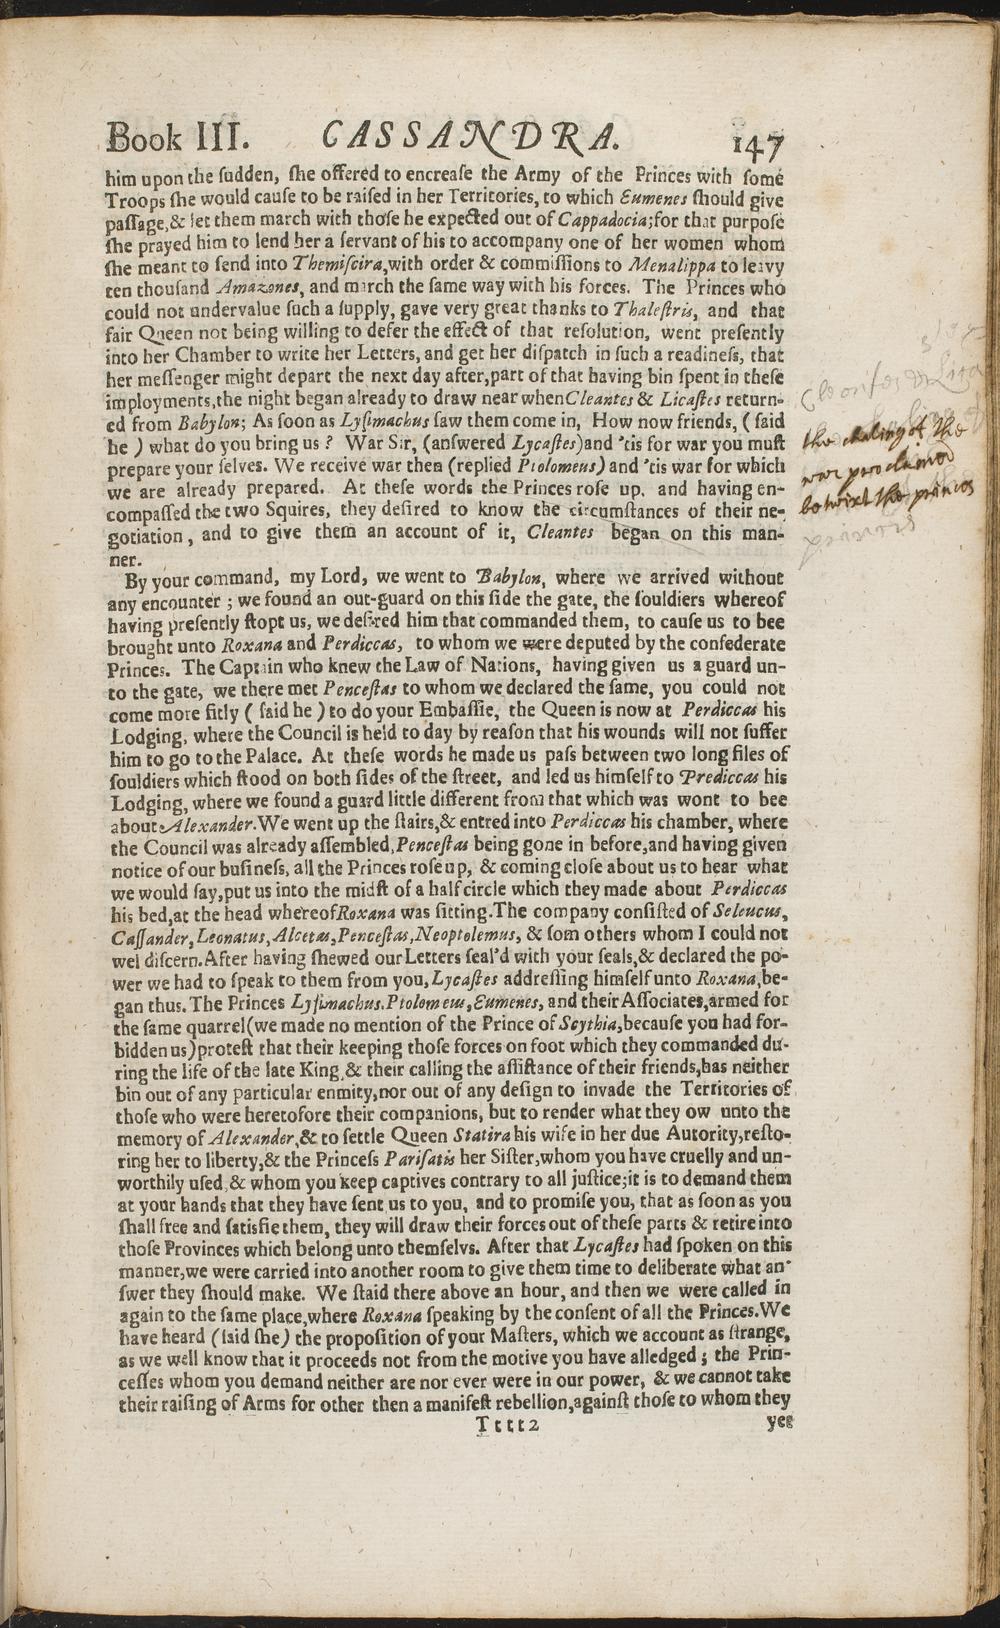 Book III. CASSANDRA. 147
him upon the ſudden, ſhe offered to encreaſe the Army of the Princes with ſome
Troops ſhe would cauſe to be raiſed in her Territories, to which Eumenes ſhould give
paſſage,& let them march with thoſe he expected out of Cappadocia;for that purpoſe
ſhe prayed him to lend her a ſervant of his to accompany one of her women whom
ſhe meant to ſend into Themiſcira,with order & commiſſions to Menalippa to leavy
ten thouſand Amazones, and march the ſame way with his forces. The Princes who
could not undervalue ſuch a ſupply, gave very great thanks to Thaleſtris, and that
fair Queen not being willing to defer the effect of that reſolution, went preſently
into her Chamber to write her Letters, and get her diſpatch in ſuch a readineſs, that
her meſſenger might depart the next day after,part of that having bin ſpent in theſe
imployments,the night began already to draw near when Cleantes & Licaſtes return-
ed from Babylon; As ſoon as Lyſimachus ſaw them come in, How now friends, (ſaid
he ) what do you bring us ? War Sir, (anſwered Lycaſtes)and 'tis for war you muſt
prepare your ſelves. We receive war then (replied Ptolomeus) and 'tis war for which
we are already prepared. At theſe words the Princes roſe up, and having en-
compaſſed the two Squires, they deſired to know the circumſtances of their ne-
gotiation, and to give them an account of it, Cleantes began on this man-
ner.
the of the
war proclaimed
betwixt the princes
princes
By your command, my Lord, we went to Babylon, where we arrived without
any encounter ; we found an out-guard on this ſide the gate, the ſouldiers whereof
having preſently ſtopt us, we deſired him that commanded them, to cauſe us to bee
brought unto Roxana and Perdiccas, to whom we were deputed by the confederate
Princes. The Captain who knew the Law of Nations, having given us a guard un-
to the gate, we there met Penceſtas to whom we declared the ſame, you could not
come more fitly ( ſaid he ) to do your Embaſſie, the Queen is now at Perdiccas his
Lodging, where the Council is held to day by reaſon that his wounds will not ſuffer
him to go to the Palace. At theſe words he made us paſs between two long files of
ſouldiers which ſtood on both ſides of the ſtreet, and led us himſelf to Prediccas his
Lodging, where we found a guard little different from that which was wont to bee
about Alexander.We went up the ſtairs,& entred into Perdiccas his chamber, where
the Council was already aſſembled,Penceſtas being gone in before,and having given
notice of our buſineſs, all the Princes roſe up, & coming cloſe about us to hear what
we would ſay,put us into the midſt of a half circle which they made about Perdiccas
his bed,at the head whereof Roxana was ſitting.The company conſiſted of Seleucus,
Caſſander, Leonatus, Alcetas,Penceſtas,Neoptolemus, & ſom others whom I could not
wel diſcern.After having ſhewed our Letters ſeal'd with your ſeals,& declared the po-
wer we had to ſpeak to them from you, Lycaſtes addreſſing himſelf unto Roxana,be-
gan thus. The Princes Lyſimachus.Ptolomeus,Eumenes, and their Aſſociates,armed for
the ſame quarrel(we made no mention of the Prince of Scythia,becauſe you had for-
bidden us)proteſt that their keeping thoſe forces on foot which they commanded du-
ring the life of the late King,& their calling the aſſiſtance of their friends,has neither
bin out of any particular enmity,nor out of any deſign to invade the Territories of
thoſe who were heretofore their companions, but to render what they ow unto the
memory of Alexander,& to ſettle Queen Statira his wife in her due Autority,reſto-
ring her to liberty,& the Princeſs Pariſatis her Siſter,whom you have cruelly and un-
worthily uſed,& whom you keep captives contrary to all juſtice;it is to demand them
at your hands that they have ſent us to you, and to promiſe you, that as ſoon as you
ſhall free and ſatisfie them, they will draw their forces out of theſe parts & retire into
thoſe Provinces which belong unto themſelvs. After that Lycaſtes had ſpoken on this
manner,we were carried into another room to give them time to deliberate what an-
ſwer they ſhould make. We ſtaid there above an hour, and then we were called in
again to the ſame place,where Roxana ſpeaking by the conſent of all the Princes.We
have heard (ſaid ſhe) the propoſition of your Maſters, which we account as ſtrange,
as we well know that it proceeds not from the motive you have alledged ; the Prin-
ceſſes whom you demand neither are nor ever were in our power, & we cannot take
their raiſing of Arms for other then a manifeſt rebellion,againſt thoſe to whom they
Tttt2 yet